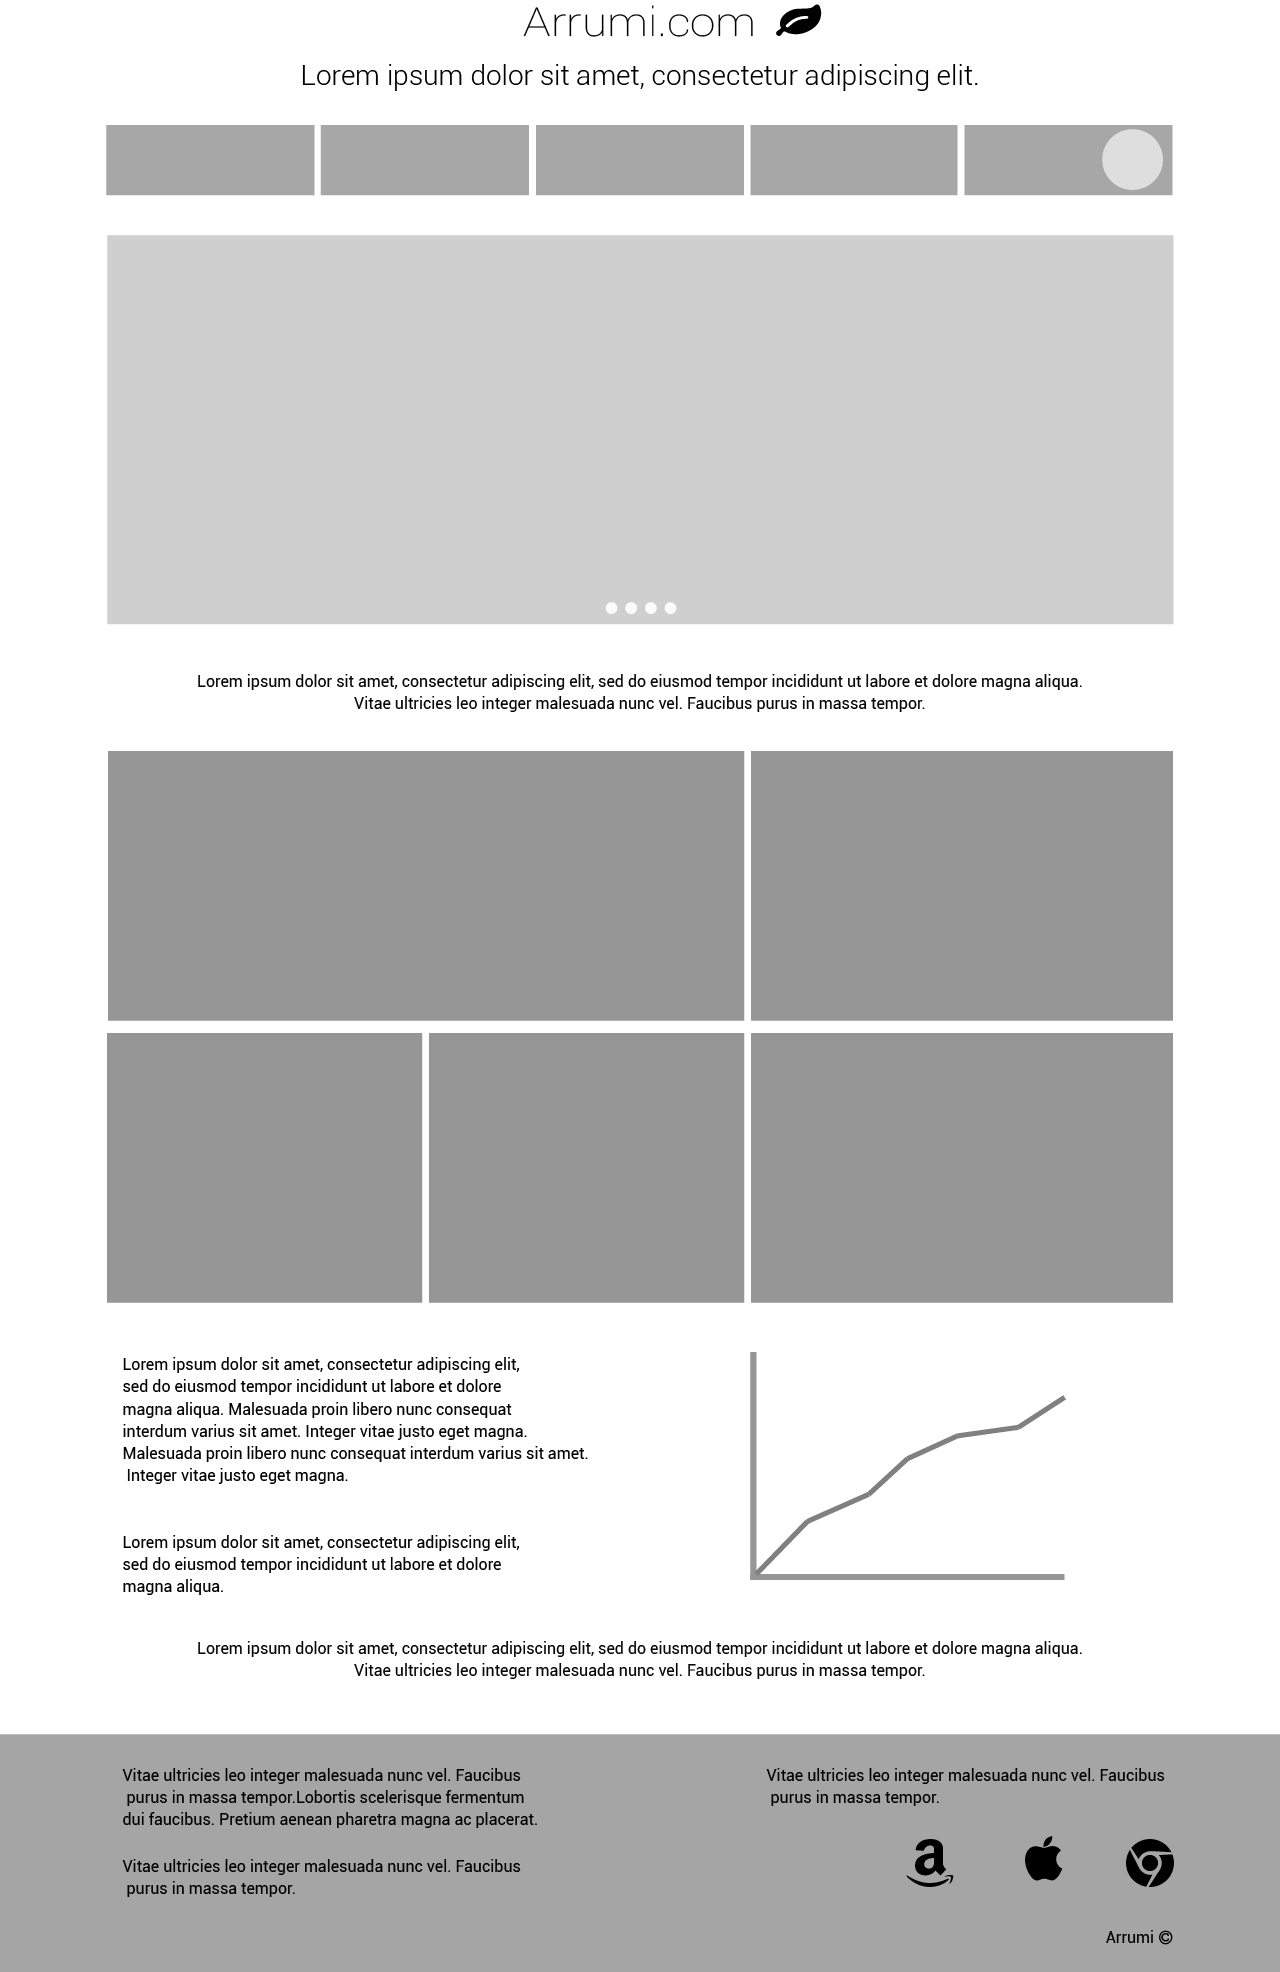 Arrumi.com
Lorem ipsum dolor sit amet, consectetur adipiscing elit.
Lorem ipsum dolor sit amet, consectetur adipiscing elit, sed do eiusmod tempor incididunt ut labore et dolore magna aliqua.
Vitae ultricies leo integer malesuada nunc vel. Faucibus purus in massa tempor.
Lorem ipsum dolor sit amet, consectetur adipiscing elit,
sed do eiusmod tempor incididunt ut labore et dolore
magna aliqua. Malesuada proin libero nunc consequat
interdum varius sit amet. Integer vitae justo eget magna.
Malesuada proin libero nunc consequat interdum varius sit amet.
Integer vitae justo eget magna.
Lorem ipsum dolor sit amet, consectetur adipiscing elit,
sed do eiusmod tempor incididunt ut labore et dolore
magna aliqua.
Lorem ipsum dolor sit amet, consectetur adipiscing elit, sed do eiusmod tempor incididunt ut labore et dolore magna aliqua.
Vitae ultricies leo integer malesuada nunc vel. Faucibus purus in massa tempor.
Vitae ultricies leo integer malesuada nunc vel. Faucibus
purus in massa tempor.Lobortis scelerisque fermentum
dui faucibus. Pretium aenean pharetra magna ac placerat.
Vitae ultricies leo integer malesuada nunc vel. Faucibus
purus in massa tempor.
Vitae ultricies leo integer malesuada nunc vel. Faucibus
purus in massa tempor.
Arrumi ©